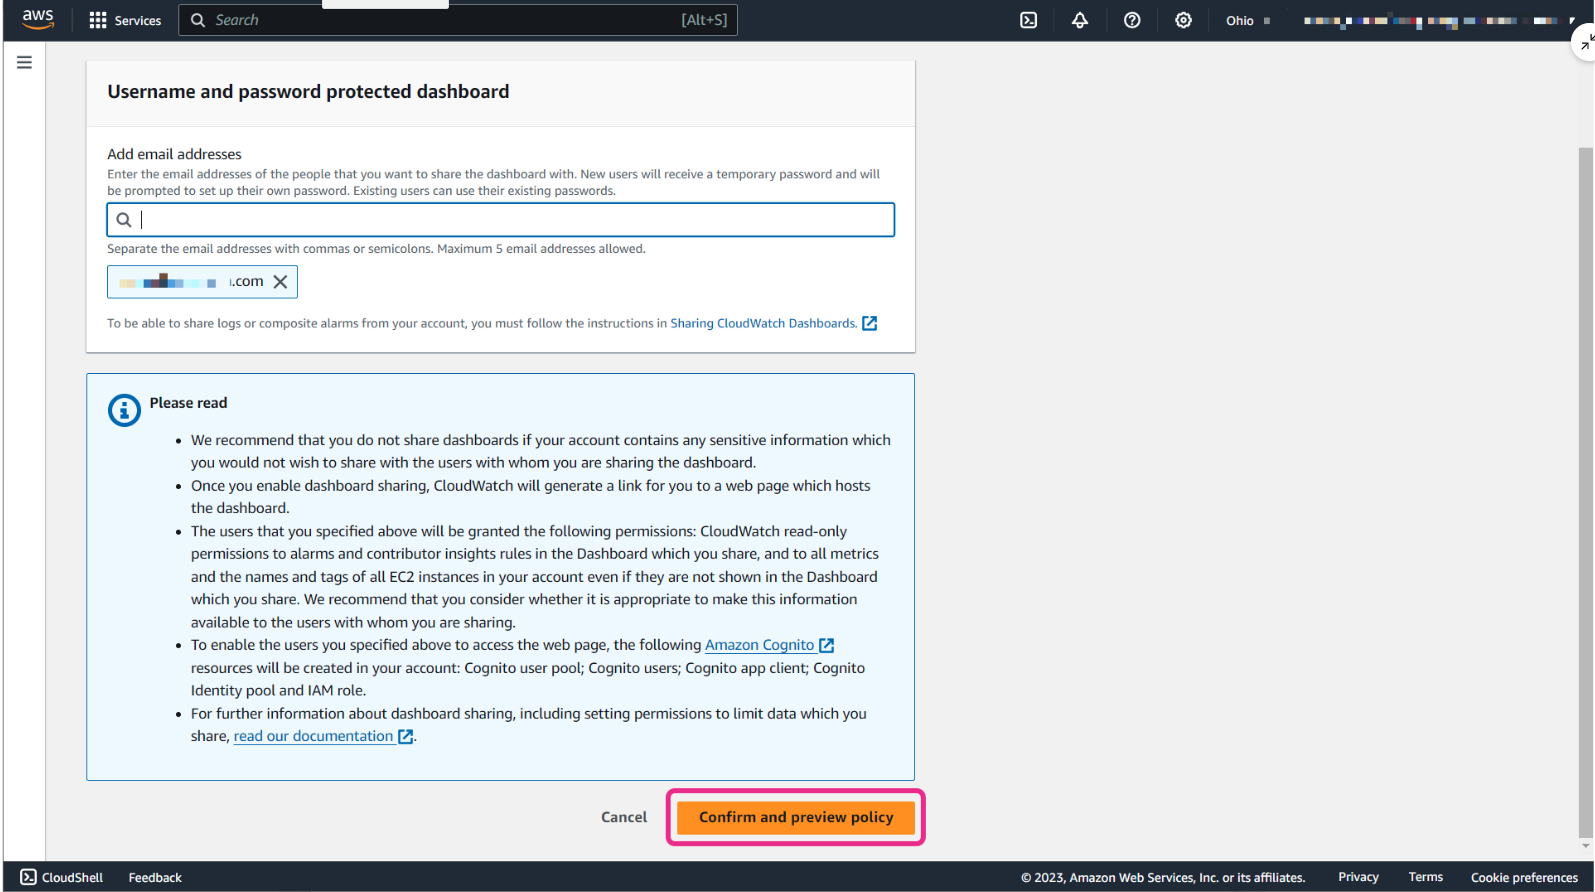 aws
Services
Search
[Alt+S]
Ohio
Username and password protected dashboard
Add email addresses
Enter the email addresses of the people that you want to share the dashboard with. New users will receive a temporary password and will
be prompted to set up their own password. Existing users can use their existing passwords.
Separate the email addresses with commas or semicolons. Maximum 5 email addresses allowed.
.com
To be able to share logs or composite alarms from your account, you must follow the instructions in Sharing CloudWatch Dashboards.
Please read
• We recommend that you do not share dashboards if your account contains any sensitive information which
you would not wish to share with the users with whom you are sharing the dashboard.
• Once you enable dashboard sharing, CloudWatch will generate a link for you to a web page which hosts
the dashboard.
• The users that you specified above will be granted the following permissions: CloudWatch read-only
permissions to alarms and contributor insights rules in the Dashboard which you share, and to all metrics
and the names and tags of all EC2 instances in your account even if they are not shown in the Dashboard
which you share. We recommend that you consider whether it is appropriate to make this information
available to the users with whom you are sharing.
• To enable the users you specified above to access the web page, the following Amazon Cognito
resources will be created in your account: Cognito user pool; Cognito users; Cognito app client; Cognito
Identity pool and IAM role.
• For further information about dashboard sharing, including setting permissions to limit data which you
share, read our documentation.
Cancel
Confirm and preview policy
CloudShell
Feedback
© 2023, Amazon Web Services, Inc. or its affiliates.
Privacy
Terms
Cookie preferences